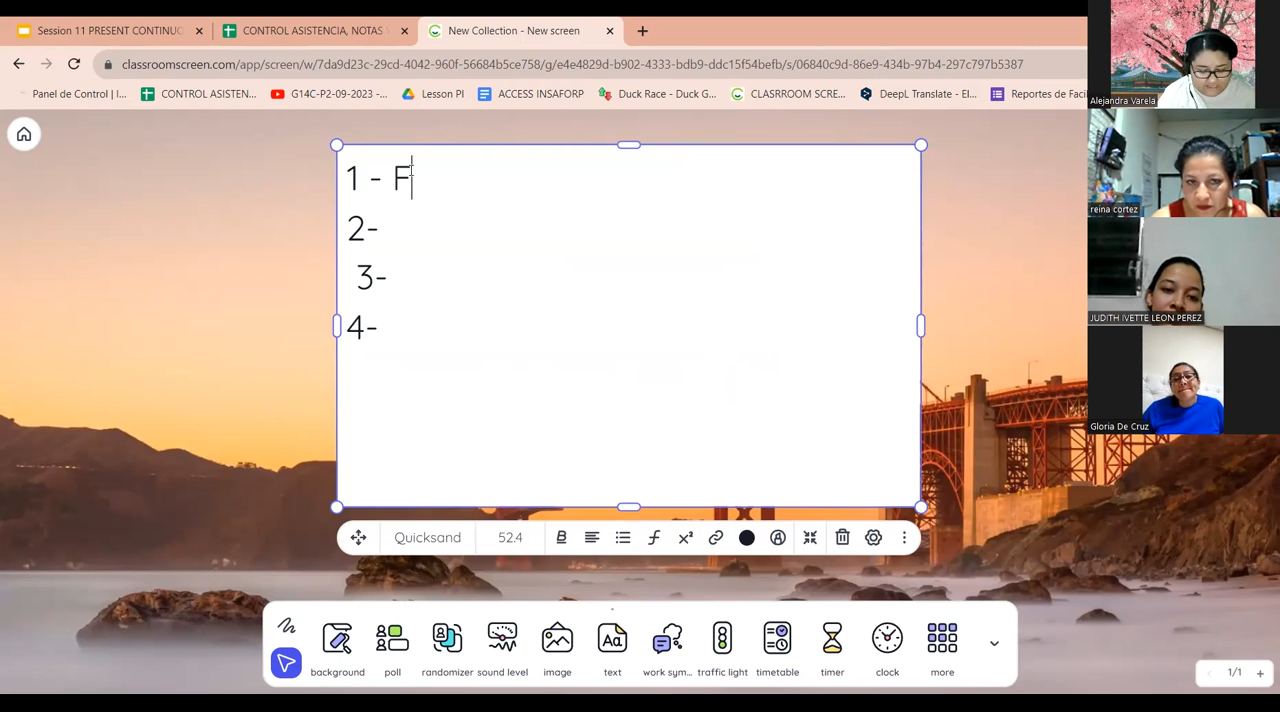 Session 11 PRESENT CONTINUC
CONTROL ASISTENCIA, NOTAS
New Collection - New screen
classroomscreen.com/app/screen/w/7da9d23c-29cd-4042-960f-56684b5ce758/g/e4e4829d-b902-4333-bdb9-ddc15f54befb/s/06840c9d-86e9-434b-97b4-297c797b5387
Panel de Control | I...
CONTROL ASISTEN...
G14C-P2-09-2023 -...
Lesson Pl
ACCESS INSAFORP
Duck Race - Duck G...
CLASRROOM SCRE...
DeepL Translate - El...
Reportes de Facil
Alejandra Varela
reina cortez
JUDITH IVETTE LEON PEREZ
Gloria De Cruz
1 - F
2-
3-
4-
Quicksand
52.4
B
background
poll
randomizer
sound level
image
Aa
text
work sym...
traffic light
timetable
timer
clock
more
1/1